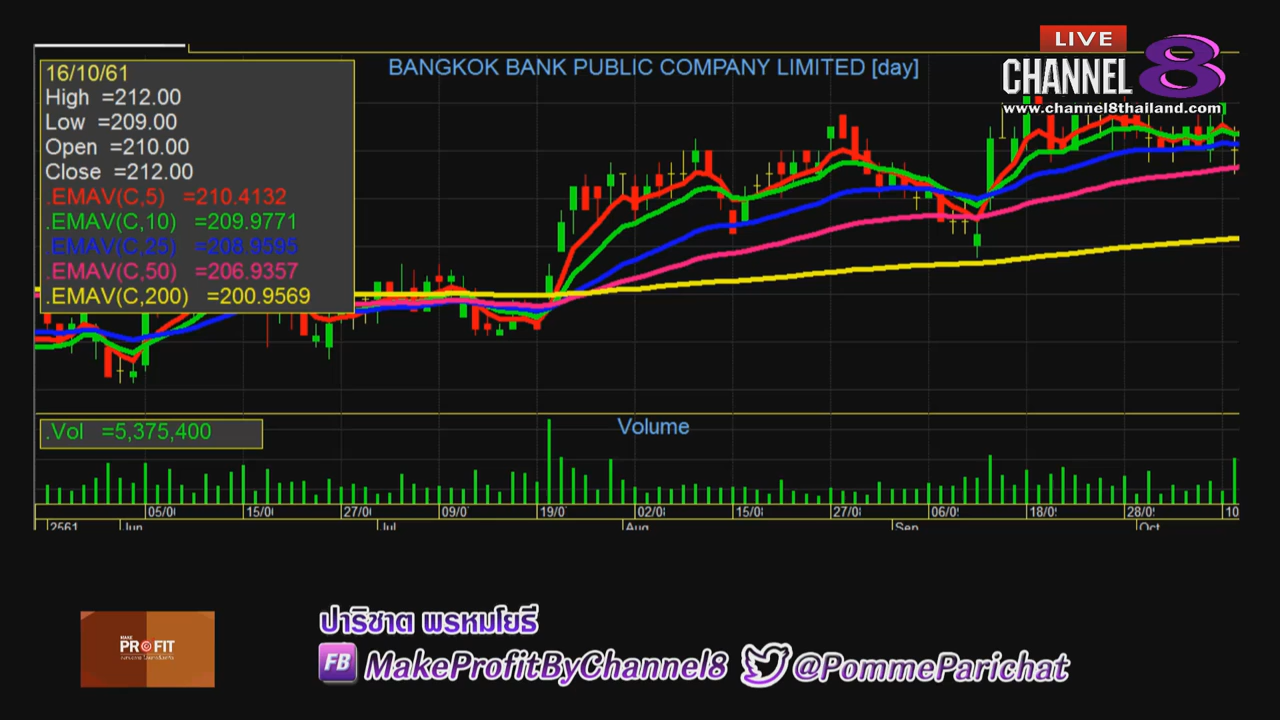 LIVE
CHANNEL 8
www.channel8thailand.com
BANGKOK BANK PUBLIC COMPANY LIMITED [day]
16/10/61
High =212.00
Low =209.00
Open =210.00
Close =212.00
.EMAV(C,5) =210.4132
.EMAV(C,10) =209.9771
.EMAV(C,25) =208.9595
.EMAV(C,50) =206.9357
.EMAV(C,200) =200.9569
.Vol =5,375,400
Volume
05/0 15/0 27/0 09/0 19/0 02/0 15/0 27/0 06/0 18/0 28/0 10
2561 Jun Jul Aug Sep Oct
MAKE
PROFIT
ปาริชาต พรหมโยธี
FB MakeProfitByChannel8 @PommeParichat